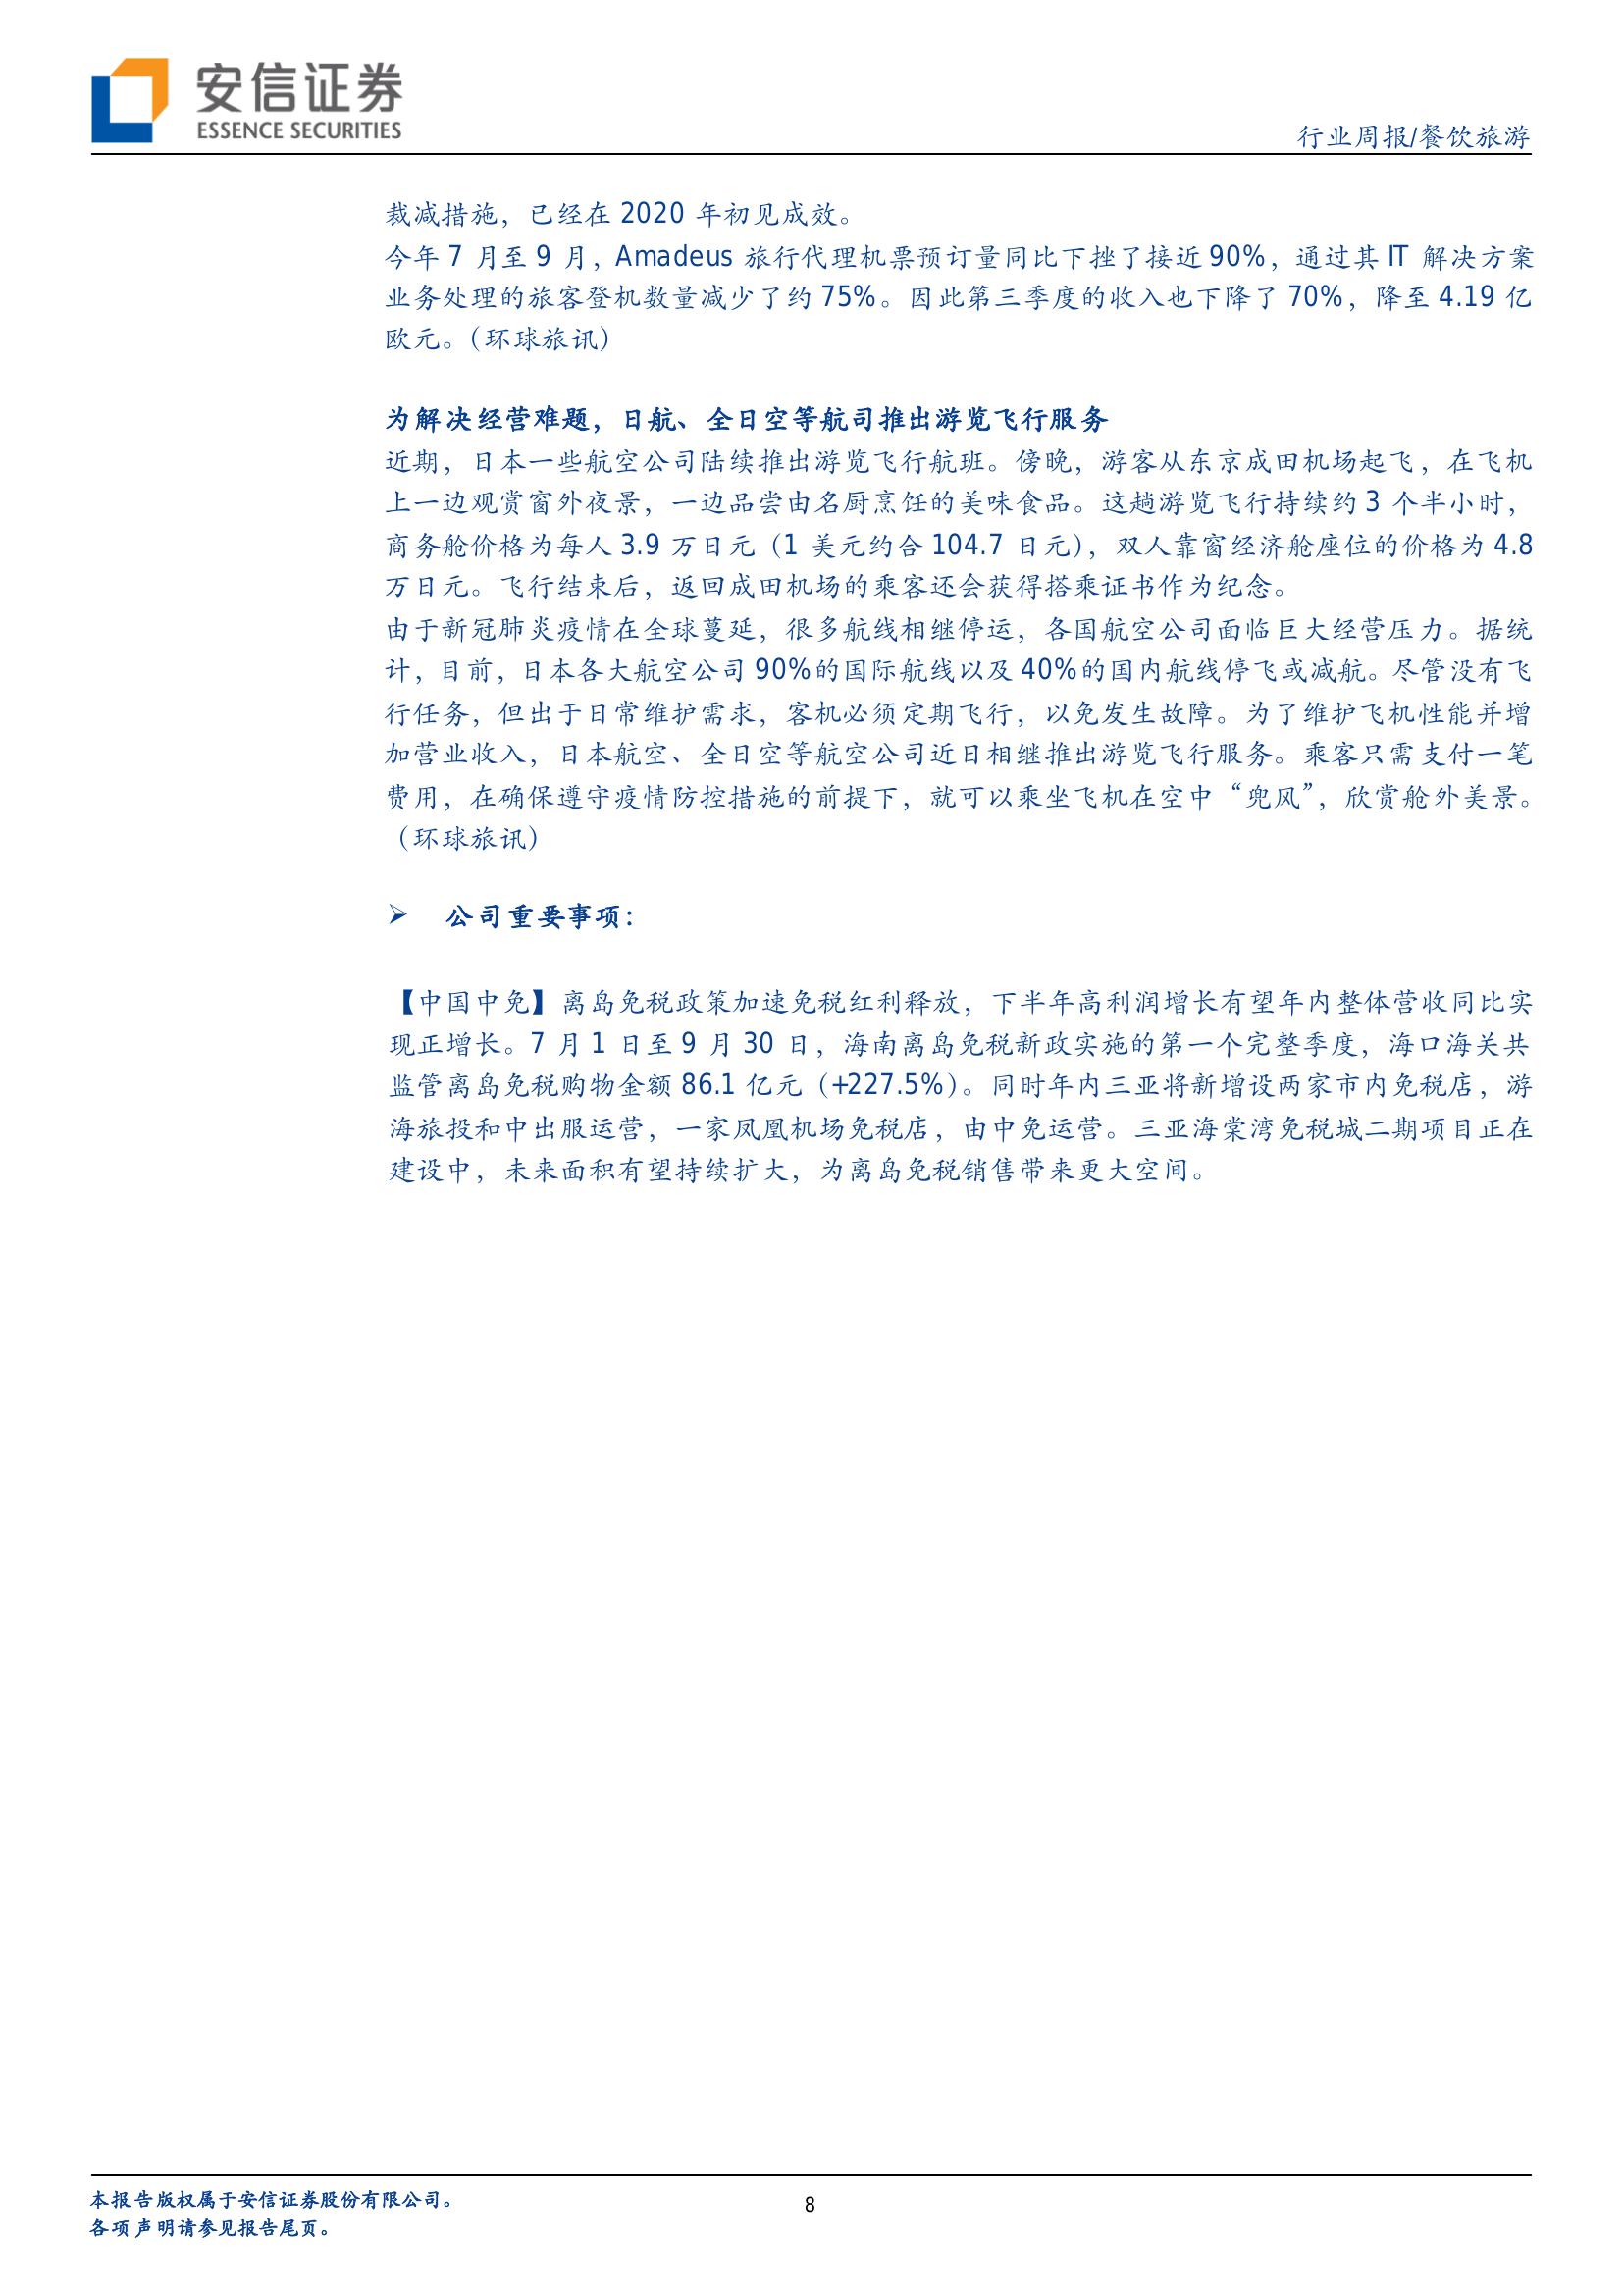 安信证券
ESSENCE SECURITIES
行业周报/餐饮旅游
裁减措施，已经在 2020 年初见成效。
今年 7 月至 9 月，Amadeus 旅行代理机票预订量同比下挫了接近 90%，通过其 IT 解决方案
业务处理的旅客登机数量减少了约 75%。因此第三季度的收入也下降了 70%，降至 4.19 亿
欧元。（环球旅讯）
为解决经营难题，日航、全日空等航司推出游览飞行服务
近期，日本一些航空公司陆续推出游览飞行航班。傍晚，游客从东京成田机场起飞，在飞机
上一边观赏窗外夜景，一边品尝由名厨烹饪的美味食品。这趟游览飞行持续约 3 个半小时，
商务舱价格为每人 3.9 万日元（1 美元约合 104.7 日元），双人靠窗经济舱座位的价格为 4.8
万日元。飞行结束后，返回成田机场的乘客还会获得搭乘证书作为纪念。
由于新冠肺炎疫情在全球蔓延，很多航线相继停运，各国航空公司面临巨大经营压力。据统
计，目前，日本各大航空公司 90%的国际航线以及 40%的国内航线停飞或减航。尽管没有飞
行任务，但出于日常维护需求，客机必须定期飞行，以免发生故障。为了维护飞机性能并增
加营业收入，日本航空、全日空等航空公司近日相继推出游览飞行服务。乘客只需支付一笔
费用，在确保遵守疫情防控措施的前提下，就可以乘坐飞机在空中“兜风”，欣赏舱外美景。
（环球旅讯）
➢ 公司重要事项：
【中国中免】离岛免税政策加速免税红利释放，下半年高利润增长有望年内整体营收同比实
现正增长。7 月 1 日至 9 月 30 日，海南离岛免税新政实施的第一个完整季度，海口海关共
监管离岛免税购物金额 86.1 亿元（+227.5%）。同时年内三亚将新增设两家市内免税店，游
海旅投和中出服运营，一家凤凰机场免税店，由中免运营。三亚海棠湾免税城二期项目正在
建设中，未来面积有望持续扩大，为离岛免税销售带来更大空间。
本报告版权属于安信证券股份有限公司。
各项声明请参见报告尾页。
8